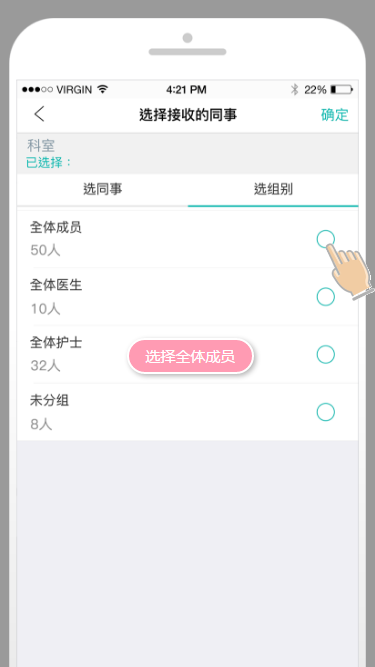 VIRGIN 4:21 PM 22%
选择接收的同事 确定
科室
已选择：
选同事 选组别
全体成员
50人
全体医生
10人
全体护士
32人
选择全体成员
未分组
8人